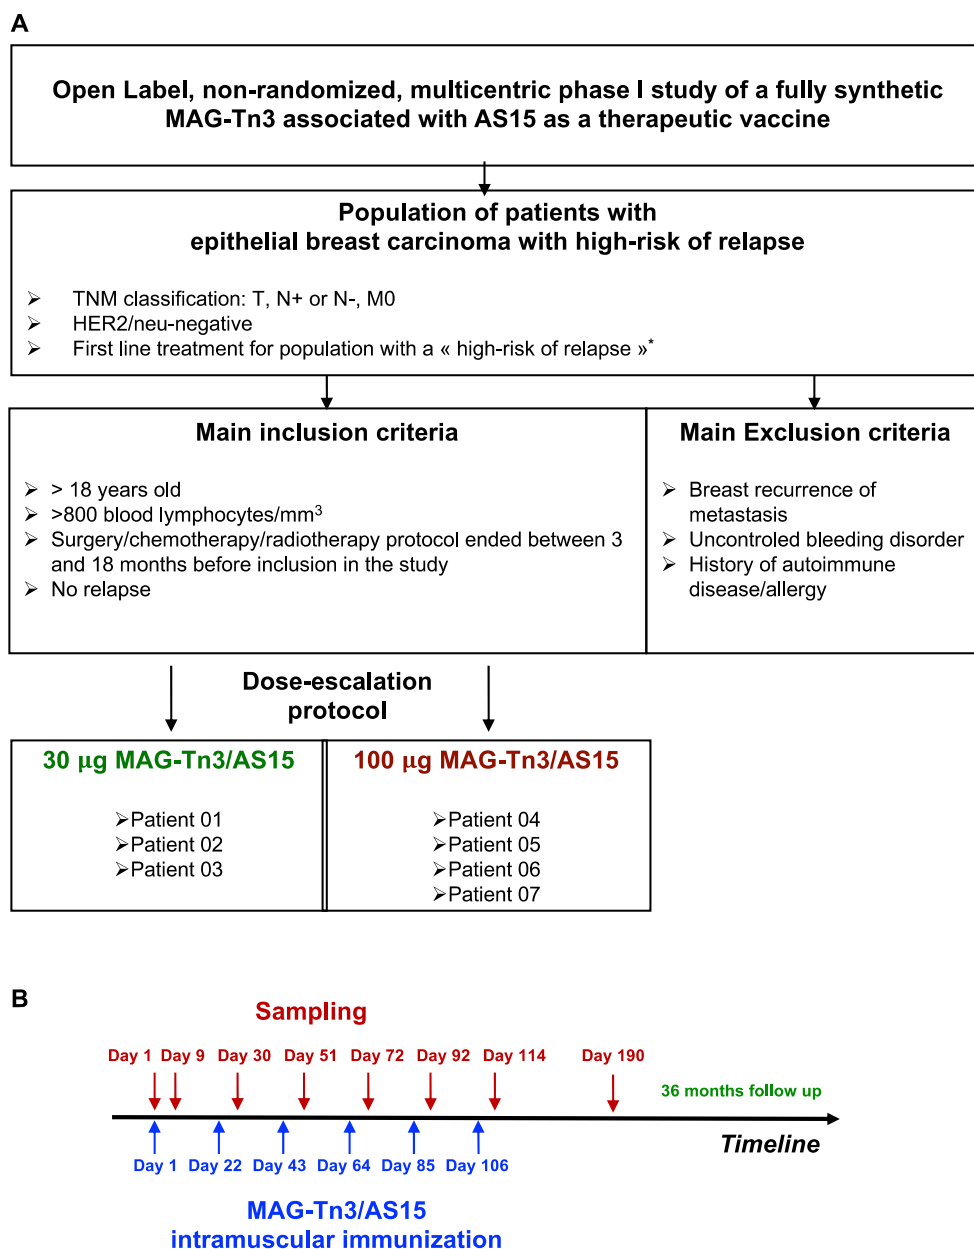 A
Open Label, non-randomized, multicentric phase I study of a fully synthetic
MAG-Tn3 associated with AS15 as a therapeutic vaccine
Population of patients with
epithelial breast carcinoma with high-risk of relapse
➢ TNM classification: T, N+ or N-, M0
➢ HER2/neu-negative
➢ First line treatment for population with a « high-risk of relapse »*
Main inclusion criteria
➢ > 18 years old
➢ >800 blood lymphocytes/mm³
➢ Surgery/chemotherapy/radiotherapy protocol ended between 3
and 18 months before inclusion in the study
➢ No relapse
Main Exclusion criteria
➢ Breast recurrence of
metastasis
➢ Uncontroled bleeding disorder
➢ History of autoimmune
disease/allergy
Dose-escalation
protocol
30 µg MAG-Tn3/AS15
➢Patient 01
➢Patient 02
➢Patient 03
100 µg MAG-Tn3/AS15
➢Patient 04
➢Patient 05
➢Patient 06
➢Patient 07
B
Sampling
Day 1 Day 9 Day 30 Day 51 Day 72 Day 92 Day 114 Day 190
36 months follow up
Timeline
Day 1 Day 22 Day 43 Day 64 Day 85 Day 106
MAG-Tn3/AS15
intramuscular immunization